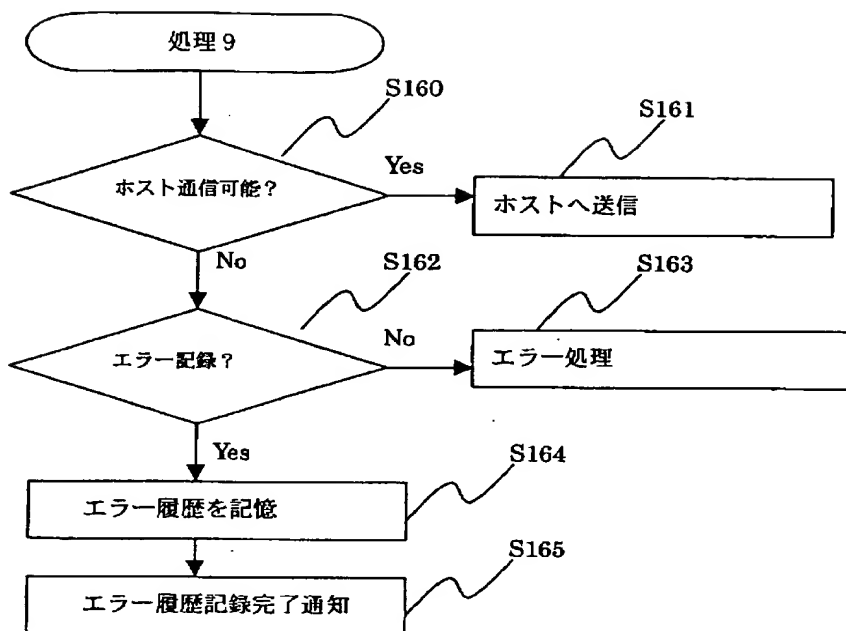 処理9
S160
S161
ホスト通信可能？
Yes
ホストへ送信
No
S162
S163
エラー記録？
No
エラー処理
Yes
S164
エラー履歴を記憶
S165
エラー履歴記録完了通知